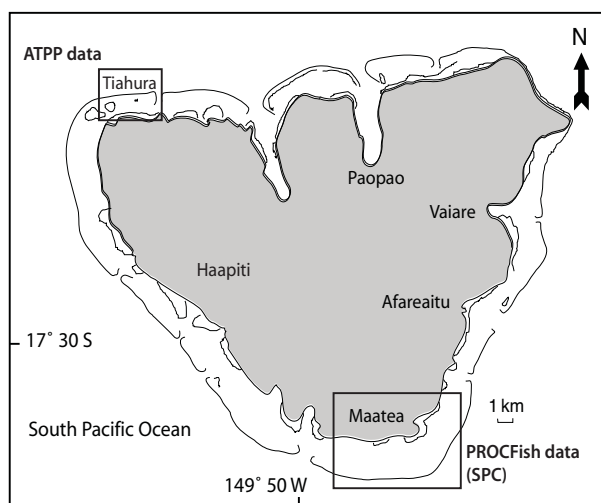 ATPP data
Tiahura
N
Paopao
Vaiare
Haapiti
Afareaitu
17˚ 30 S
Maatea
1 km
South Pacific Ocean
PROCFish data
(SPC)
149˚ 50 W